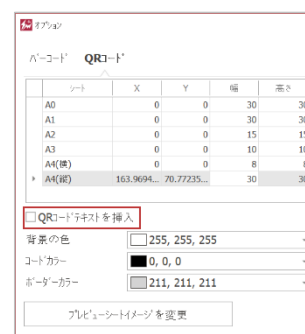 オプション
バーコード QRコード
シート X Y 幅 高さ
A0 0 0 30 30
A1 0 0 30 30
A2 0 0 15 15
A3 0 0 10 10
A4(横) 0 0 8 8
A4(縦) 163.9694... 70.77235... 30 30
QRコードテキストを挿入
背景の色 255, 255, 255
コードカラー 0, 0, 0
ボーダーカラー 211, 211, 211
プレビューシートイメージを変更